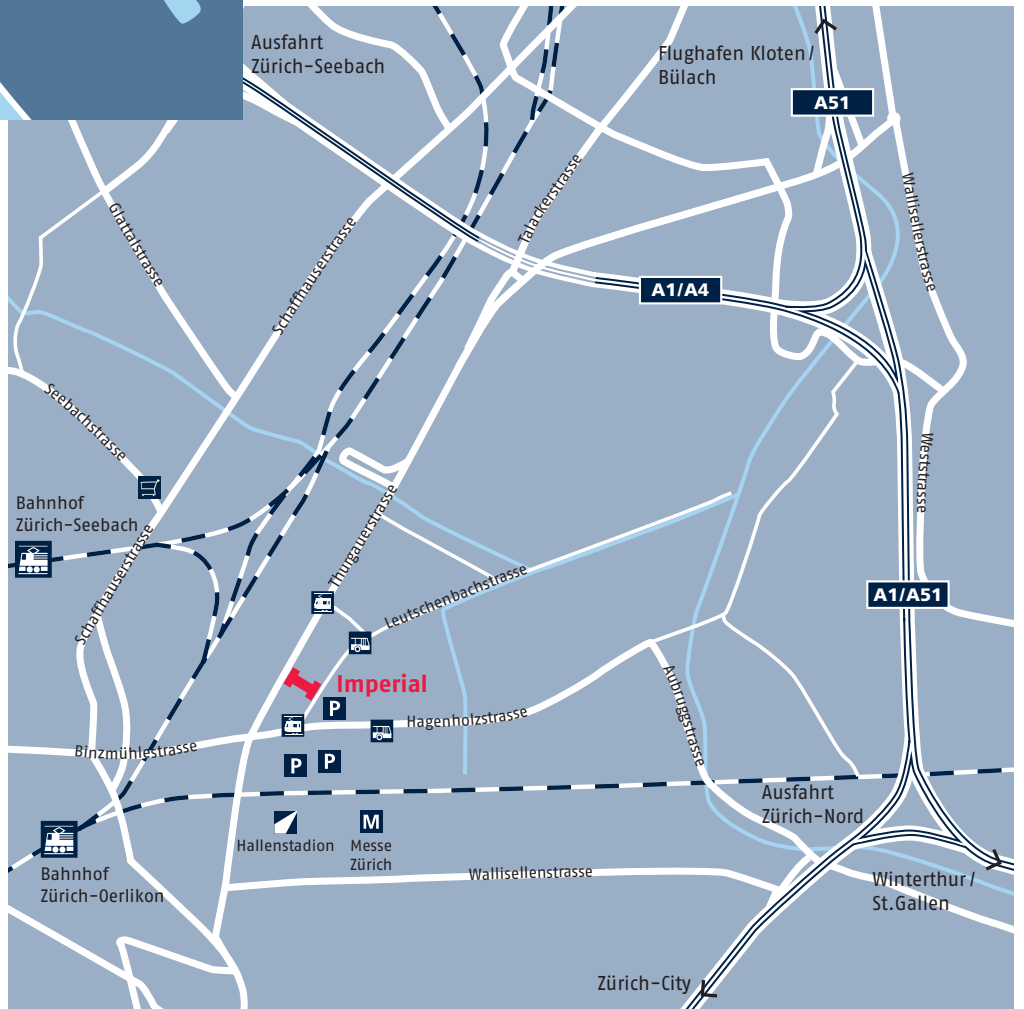 Ausfahrt
Zürich-Seebach
Flughafen Kloten/
Bülach
A51
Talackerstrasse
Wallisellerstrasse
Glattalstrasse
Schaffhauserstrasse
A1/A4
Seebachstrasse
Weststrasse
Bahnhof
Zürich-Seebach
Thurgauerstrasse
Schaffhauserstrasse
Leutschenbachstrasse
A1/A51
Imperial
P
Aubruggstrasse
Hagenholzstrasse
Binzmühlestrasse
P
P
Ausfahrt
Zürich-Nord
M
Hallenstadion
Messe
Zürich
Bahnhof
Zürich-Oerlikon
Wallisellenstrasse
Winterthur/
St.Gallen
Zürich-City